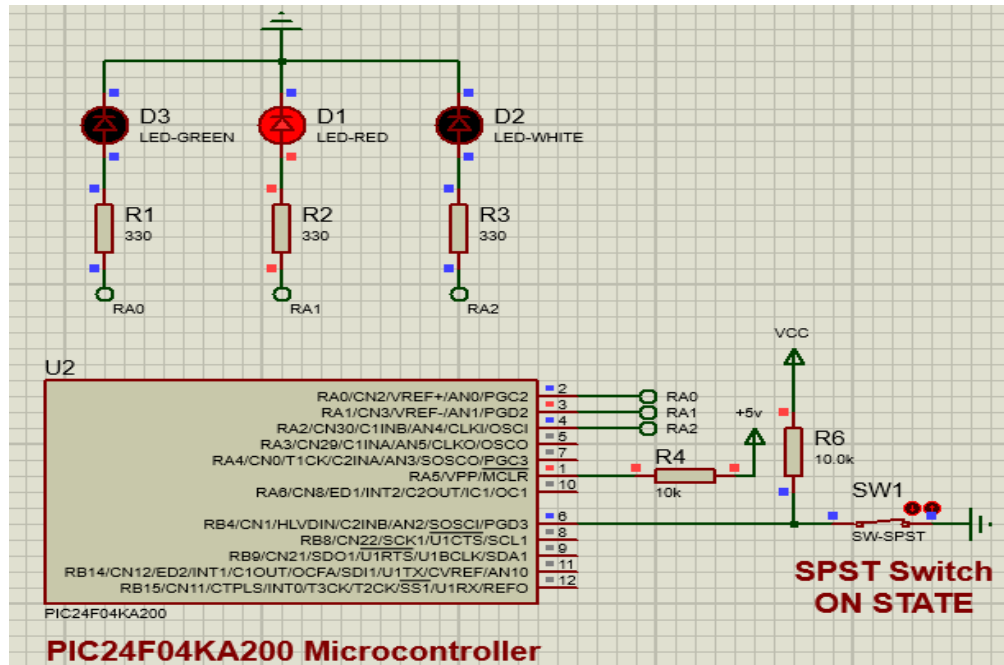 D3
LED-GREEN
D1
LED-RED
D2
LED-WHITE
R1
330
R2
330
R3
330
RA0
RA1
RA2
VCC
U2
RA0/CN2/VREF+/AN0/PGC2
2
RA0
RA1/CN3/VREF-/AN1/PGD2
3
RA1
+5v
RA2/CN30/C1INB/AN4/CLKI/OSCI
4
RA2
RA3/CN29/C1INA/AN5/CLKO/OSCO
5
RA4/CN0/T1CK/C2INA/AN3/SOSCO/PGC3
7
RA5/VPP/MCLR
1
R4
10k
R6
10.0k
RA6/CN8/ED1/INT2/C2OUT/IC1/OC1
10
SW1
SW-SPST
RB4/CN1/HLVDIN/C2INB/AN2/SOSCI/PGD3
6
RB8/CN22/SCK1/U1CTS/SCL1
8
RB9/CN21/SDO1/U1RTS/U1BCLK/SDA1
9
RB14/CN12/ED2/INT1/C1OUT/OCFA/SDI1/U1TX/CVREF/AN10
11
RB15/CN11/CTPLS/INT0/T3CK/T2CK/SS1/U1RX/REFO
12
SPST Switch
ON STATE
PIC24F04KA200
PIC24F04KA200 Microcontroller